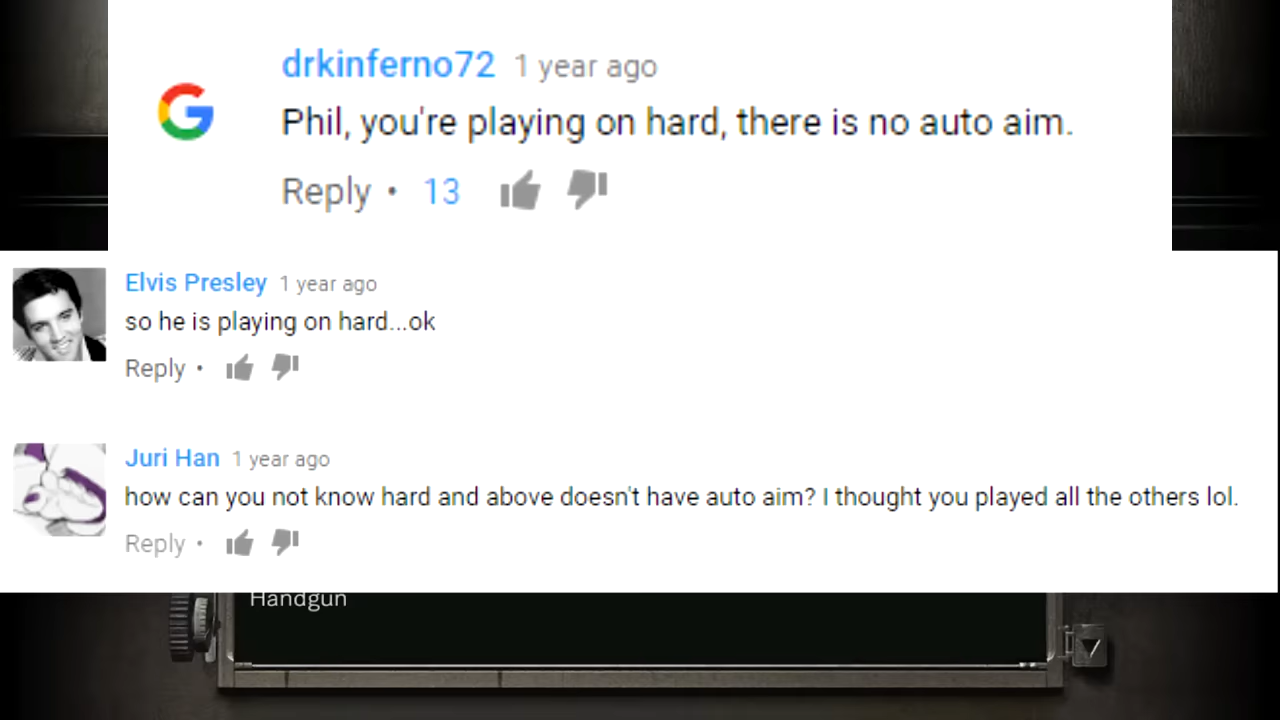 drkinferno72 1 year ago
Phil, you're playing on hard, there is no auto aim.
Reply • 13
Elvis Presley 1 year ago
so he is playing on hard...ok
Reply •
Juri Han 1 year ago
how can you not know hard and above doesn't have auto aim? I thought you played all the others lol.
Reply •
Handgun